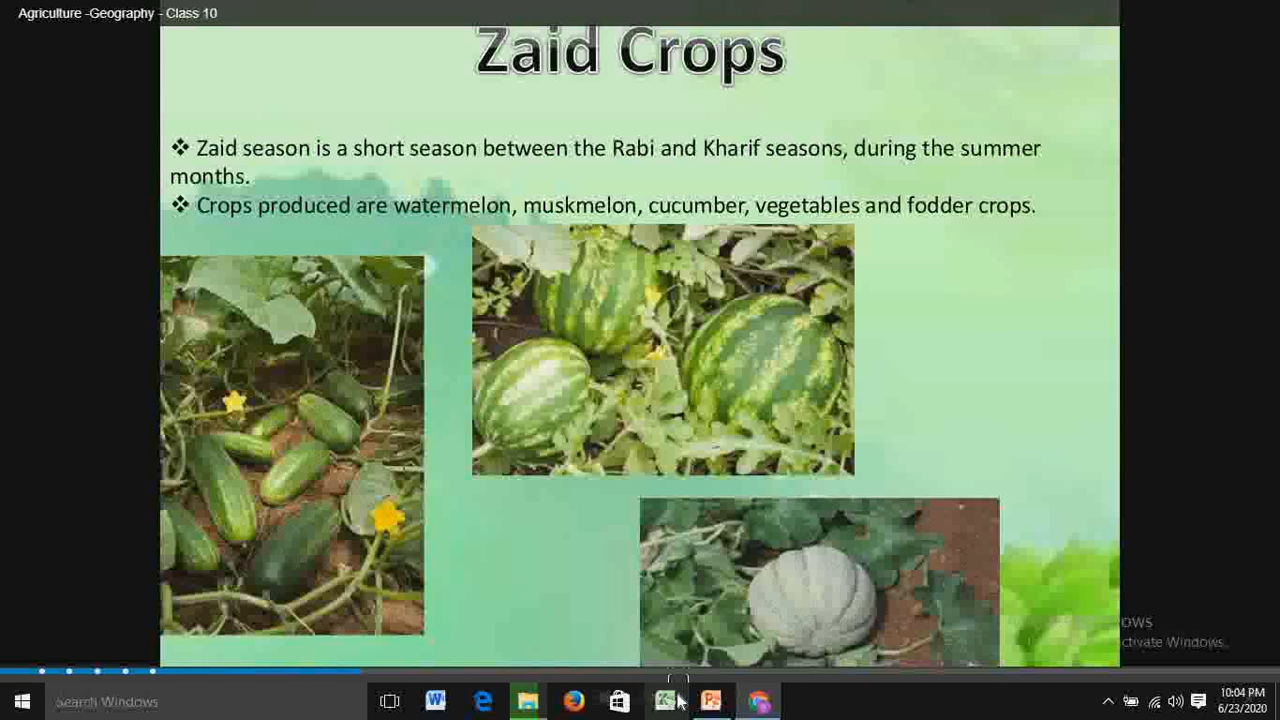 Agriculture -Geography - Class 10
Zaid Crops
❖ Zaid season is a short season between the Rabi and Kharif seasons, during the summer
months.
❖ Crops produced are watermelon, muskmelon, cucumber, vegetables and fodder crops.
ctivate Windows.
Search Windows
10:04 PM
6/23/2020